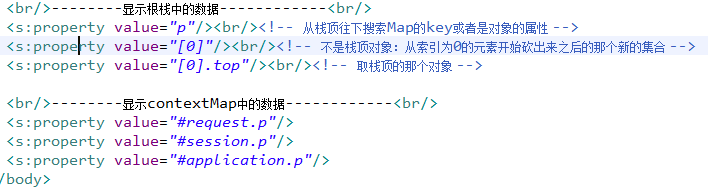 <br/>--------显示根栈中的数据------------<br/>
<s:property value="p"/><br/><!-- 从栈顶往下搜索Map的key或者是对象的属性 -->
<s:property value="[0]"/><br/><!-- 不是栈顶对象：从索引为0的元素开始砍出来之后的那个新的集合 -->
<s:property value="[0].top"/><br/><!-- 取栈顶的那个对象 -->
<br/>--------显示contextMap中的数据------------<br/>
<s:property value="#request.p"/>
<s:property value="#session.p"/>
<s:property value="#application.p"/>
/body>